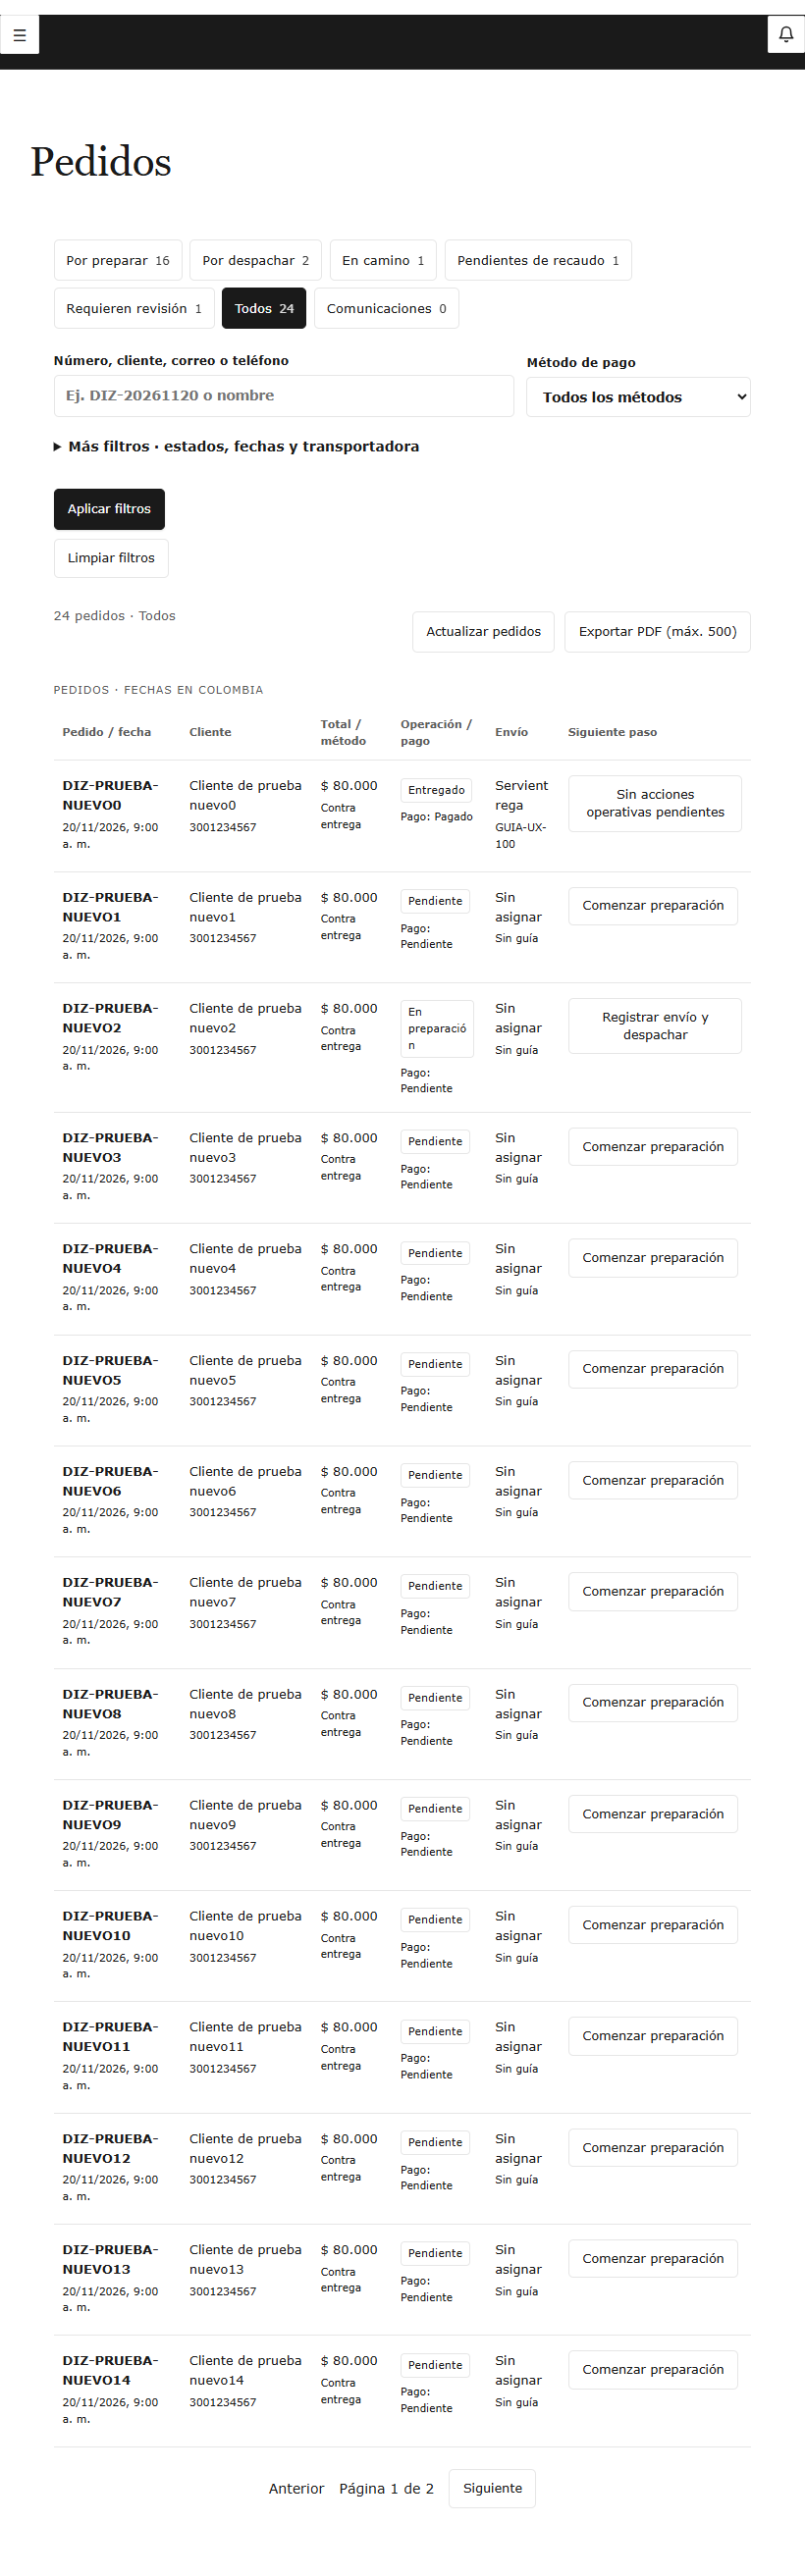 ☰
Pedidos
Por preparar 16
Por despachar 2
En camino 1
Pendientes de recaudo 1
Requieren revisión 1
Todos 24
Comunicaciones 0
Número, cliente, correo o teléfono
Método de pago
Ej. DIZ-20261120 o nombre
Todos los métodos
▶ Más filtros · estados, fechas y transportadora
Aplicar filtros
Limpiar filtros
24 pedidos · Todos
Actualizar pedidos
Exportar PDF (máx. 500)
PEDIDOS · FECHAS EN COLOMBIA
Pedido / fecha
Cliente
Total /
método
Operación /
pago
Envío
Siguiente paso
DIZ-PRUEBA-
NUEVO0
20/11/2026, 9:00
a. m.
Cliente de prueba
nuevo0
3001234567
$ 80.000
Contra
entrega
Entregado
Pago: Pagado
Servient
rega
GUIA-UX-
100
Sin acciones
operativas pendientes
DIZ-PRUEBA-
NUEVO1
20/11/2026, 9:00
a. m.
Cliente de prueba
nuevo1
3001234567
$ 80.000
Contra
entrega
Pendiente
Pago:
Pendiente
Sin
asignar
Sin guía
Comenzar preparación
DIZ-PRUEBA-
NUEVO2
20/11/2026, 9:00
a. m.
Cliente de prueba
nuevo2
3001234567
$ 80.000
Contra
entrega
En
preparació
n
Pago:
Pendiente
Sin
asignar
Sin guía
Registrar envío y
despachar
DIZ-PRUEBA-
NUEVO3
20/11/2026, 9:00
a. m.
Cliente de prueba
nuevo3
3001234567
$ 80.000
Contra
entrega
Pendiente
Pago:
Pendiente
Sin
asignar
Sin guía
Comenzar preparación
DIZ-PRUEBA-
NUEVO4
20/11/2026, 9:00
a. m.
Cliente de prueba
nuevo4
3001234567
$ 80.000
Contra
entrega
Pendiente
Pago:
Pendiente
Sin
asignar
Sin guía
Comenzar preparación
DIZ-PRUEBA-
NUEVO5
20/11/2026, 9:00
a. m.
Cliente de prueba
nuevo5
3001234567
$ 80.000
Contra
entrega
Pendiente
Pago:
Pendiente
Sin
asignar
Sin guía
Comenzar preparación
DIZ-PRUEBA-
NUEVO6
20/11/2026, 9:00
a. m.
Cliente de prueba
nuevo6
3001234567
$ 80.000
Contra
entrega
Pendiente
Pago:
Pendiente
Sin
asignar
Sin guía
Comenzar preparación
DIZ-PRUEBA-
NUEVO7
20/11/2026, 9:00
a. m.
Cliente de prueba
nuevo7
3001234567
$ 80.000
Contra
entrega
Pendiente
Pago:
Pendiente
Sin
asignar
Sin guía
Comenzar preparación
DIZ-PRUEBA-
NUEVO8
20/11/2026, 9:00
a. m.
Cliente de prueba
nuevo8
3001234567
$ 80.000
Contra
entrega
Pendiente
Pago:
Pendiente
Sin
asignar
Sin guía
Comenzar preparación
DIZ-PRUEBA-
NUEVO9
20/11/2026, 9:00
a. m.
Cliente de prueba
nuevo9
3001234567
$ 80.000
Contra
entrega
Pendiente
Pago:
Pendiente
Sin
asignar
Sin guía
Comenzar preparación
DIZ-PRUEBA-
NUEVO10
20/11/2026, 9:00
a. m.
Cliente de prueba
nuevo10
3001234567
$ 80.000
Contra
entrega
Pendiente
Pago:
Pendiente
Sin
asignar
Sin guía
Comenzar preparación
DIZ-PRUEBA-
NUEVO11
20/11/2026, 9:00
a. m.
Cliente de prueba
nuevo11
3001234567
$ 80.000
Contra
entrega
Pendiente
Pago:
Pendiente
Sin
asignar
Sin guía
Comenzar preparación
DIZ-PRUEBA-
NUEVO12
20/11/2026, 9:00
a. m.
Cliente de prueba
nuevo12
3001234567
$ 80.000
Contra
entrega
Pendiente
Pago:
Pendiente
Sin
asignar
Sin guía
Comenzar preparación
DIZ-PRUEBA-
NUEVO13
20/11/2026, 9:00
a. m.
Cliente de prueba
nuevo13
3001234567
$ 80.000
Contra
entrega
Pendiente
Pago:
Pendiente
Sin
asignar
Sin guía
Comenzar preparación
DIZ-PRUEBA-
NUEVO14
20/11/2026, 9:00
a. m.
Cliente de prueba
nuevo14
3001234567
$ 80.000
Contra
entrega
Pendiente
Pago:
Pendiente
Sin
asignar
Sin guía
Comenzar preparación
Anterior
Página 1 de 2
Siguiente